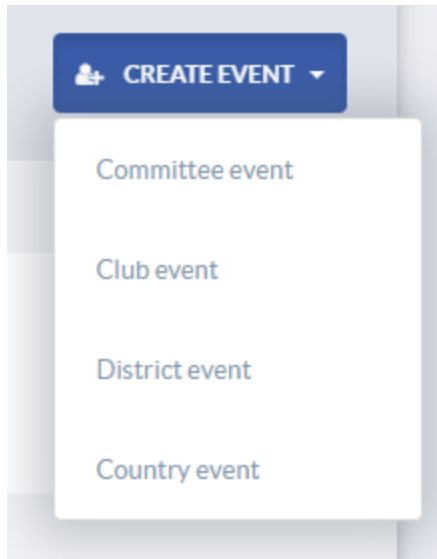 CREATE EVENT
Committee event
Club event
District event
Country event